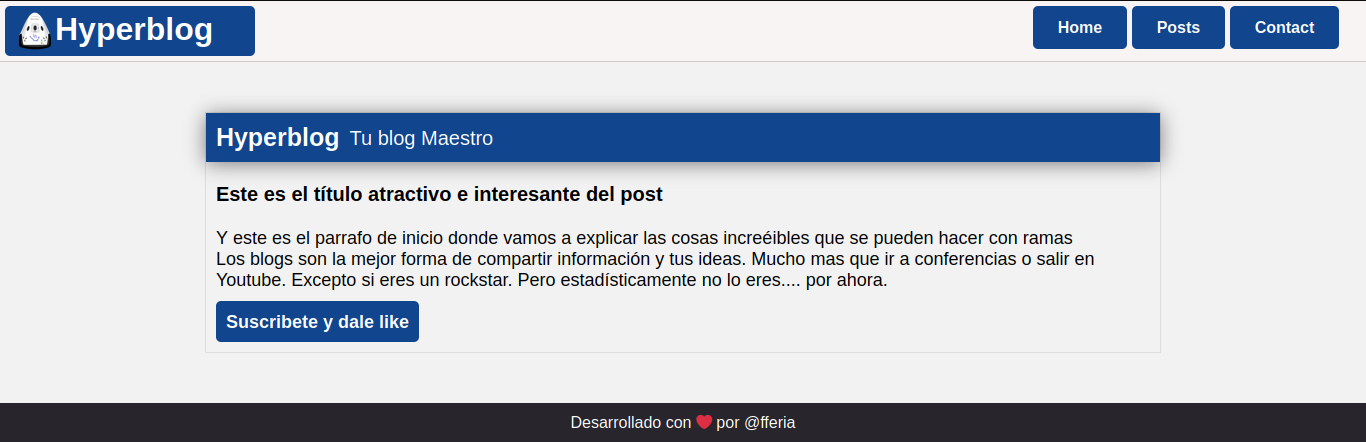 Hyperblog
Home
Posts
Contact
Hyperblog Tu blog Maestro
Este es el título atractivo e interesante del post
Y este es el parrafo de inicio donde vamos a explicar las cosas increéibles que se pueden hacer con ramas
Los blogs son la mejor forma de compartir información y tus ideas. Mucho mas que ir a conferencias o salir en
Youtube. Excepto si eres un rockstar. Pero estadísticamente no lo eres.... por ahora.
Suscribete y dale like
Desarrollado con ❤️ por @fferia